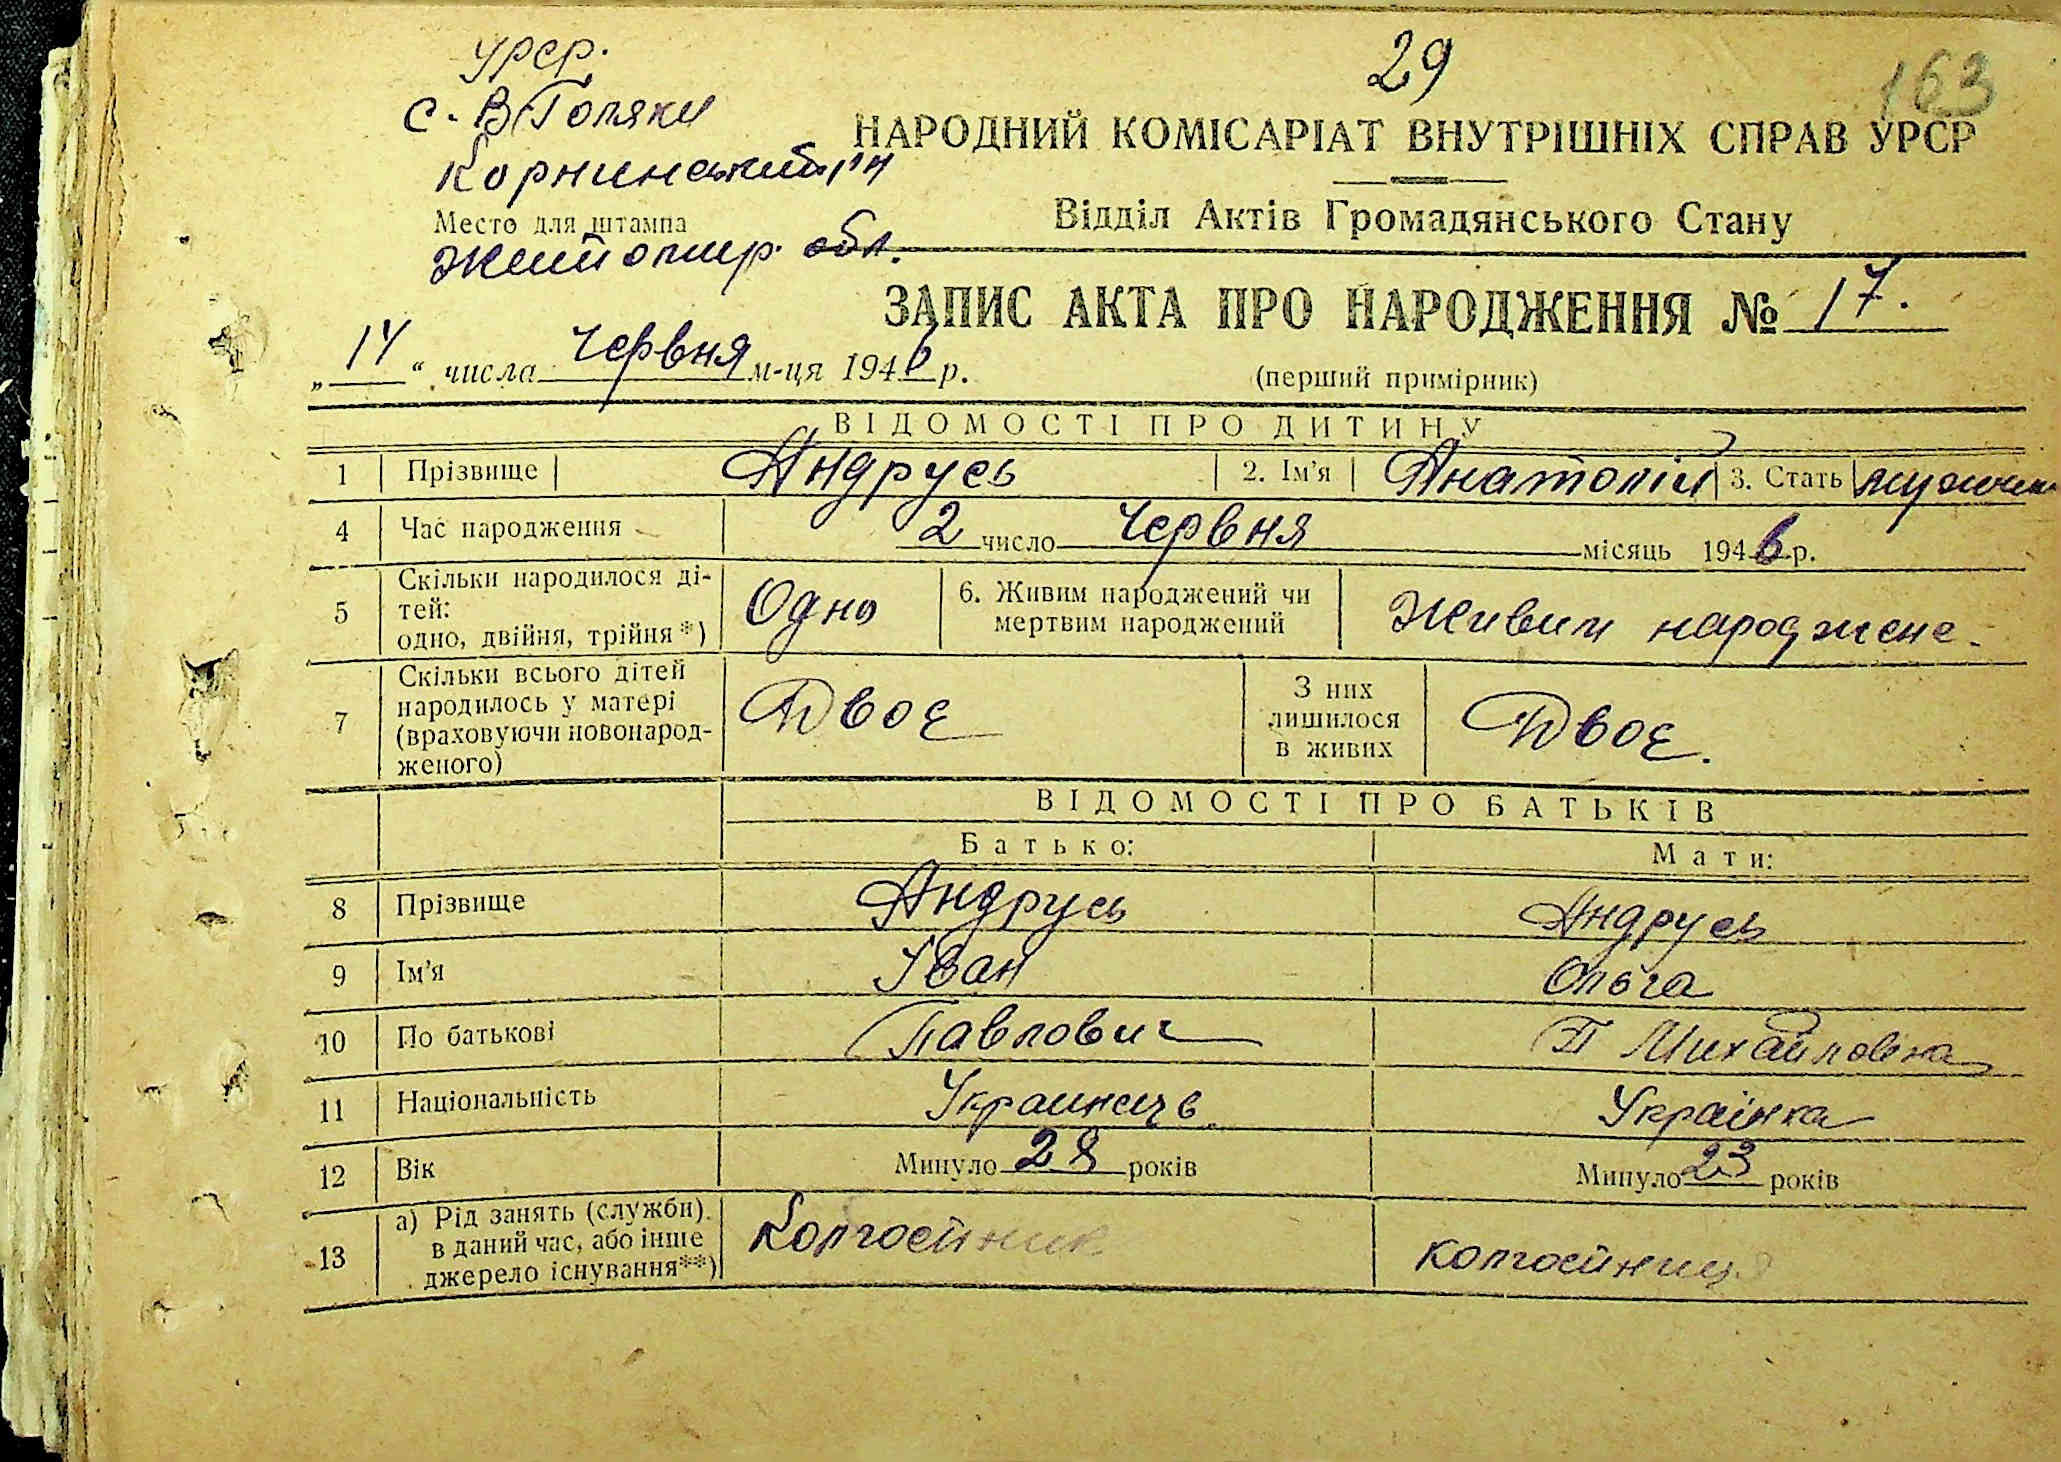 УРСР.
29
163
с. В Голяки
НАРОДНИЙ КОМІСАРІАТ ВНУТРІШНІХ СПРАВ УРСР
Корнинський
Место для штампа
Відділ Актів Громадянського Стану
Житомир. обл.
ЗАПИС АКТА ПРО НАРОДЖЕННЯ № 17.
„14“ числа Червня м-ця 1946 р.
(перший примірник)
ВІДОМОСТІ ПРО ДИТИНУ
1 Прізвище Андрусь 2. Ім'я Анатолій 3. Стать
4 Час народження 2 число Червня місяць 1946 р.
5 Скільки народилося ді-
тей:
одно, двійня, трійня*) Одно 6. Живим народжений чи
мертвим народжений Живим народжене.
7 Скільки всього дітей
народилось у матері
(враховуючи новонарод-
женого) Двоє З них
лишилося
в живих Двоє.
ВІДОМОСТІ ПРО БАТЬКІВ
Батько: Мати:
8 Прізвище Андрусь Андрусь
9 Ім'я Іван Ольга
10 По батькові Павлович Михайловна
11 Національність Українка
12 Вік Минуло 28 років Минуло 23 років
13 а) Рід занять (служби)
в даний час, або інше
джерело існування**) Колгоспник колгоспниця